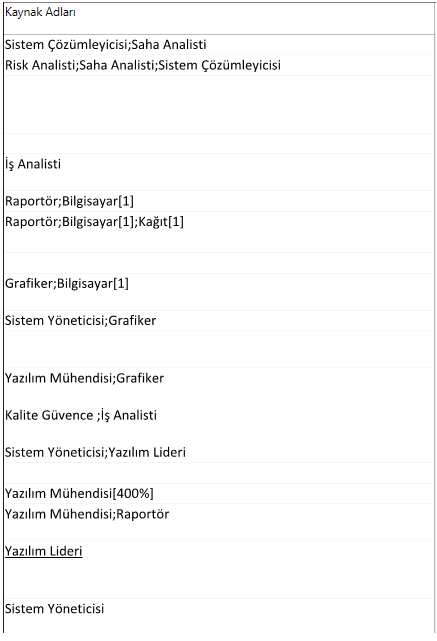 Kaynak Adları
Sistem Çözümleyicisi;Saha Analisti
Risk Analisti;Saha Analisti;Sistem Çözümleyicisi
İş Analisti
Raportör;Bilgisayar[1]
Raportör;Bilgisayar[1];Kağıt[1]
Grafiker;Bilgisayar[1]
Sistem Yöneticisi;Grafiker
Yazılım Mühendisi;Grafiker
Kalite Güvence ;İş Analisti
Sistem Yöneticisi;Yazılım Lideri
Yazılım Mühendisi[400%]
Yazılım Mühendisi;Raportör
Yazılım Lideri
Sistem Yöneticisi